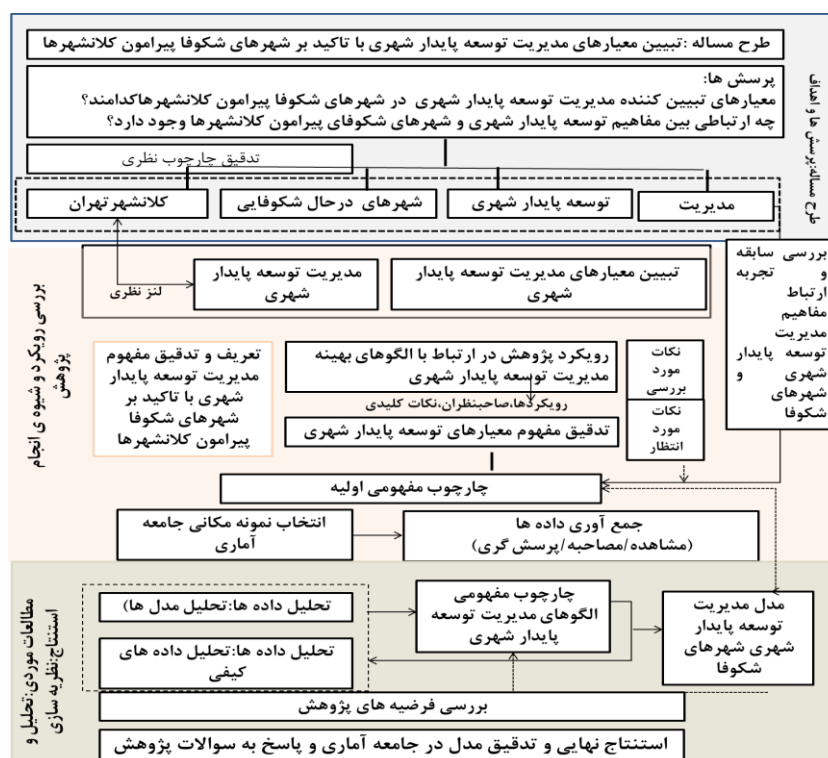 طرح مساله :تبیین معیارهای مدیریت توسعه پایدار شهری با تاکید بر شهرهای شکوفا پیرامون کلانشهرها
پرسش ها:
معیارهای تبیین کننده مدیریت توسعه پایدار شهری در شهرهای شکوفا پیرامون کلانشهرهاکدامند؟
چه ارتباطی بین مفاهیم توسعه پایدار شهری و شهرهای شکوفای پیرامون کلانشهرها وجود دارد؟
طرح مساله:پرسش ها و اهداف
تدقیق چارچوب نظری
مدیریت
توسعه پایدار شهری
شهرهای درحال شکوفایی
کلانشهرتهران
بررسی سابقه
و تجربه
ارتباط
مفاهیم
مدیریت
توسعه پایدار
شهری و
شهرهای
شکوفا
تبیین معیارهای مدیریت توسعه پایدار
شهری
مدیریت توسعه پایدار
شهری
لنز نظری
بررسی رویکرد و شیوه ی انجام
پژوهش
نکات
مورد
بررسی
نکات
مورد
انتظار
رویکرد پژوهش در ارتباط با الگوهای بهینه
مدیریت توسعه پایدار شهری
رویکردها،صاحبنظران،نکات کلیدی
تدقیق مفهوم معیارهای توسعه پایدار شهری
تعریف و تدقیق مفهوم
مدیریت توسعه پایدار
شهری با تاکید بر
شهرهای شکوفا
پیرامون کلانشهرها
چارچوب مفهومی اولیه
انتخاب نمونه مکانی جامعه
آماری
جمع آوری داده ها
(مشاهده/مصاحبه/پرسش گری)
مطالعات موردی:تحلیل و
استنتاج:نظریه سازی
تحلیل داده ها:تحلیل مدل ها)
تحلیل داده ها:تحلیل داده های
کیفی
چارچوب مفهومی
الگوهای مدیریت توسعه
پایدار شهری
مدل مدیریت
توسعه پایدار
شهری شهرهای
شکوفا
بررسی فرضیه های پژوهش
استنتاج نهایی و تدقیق مدل در جامعه آماری و پاسخ به سوالات پژوهش